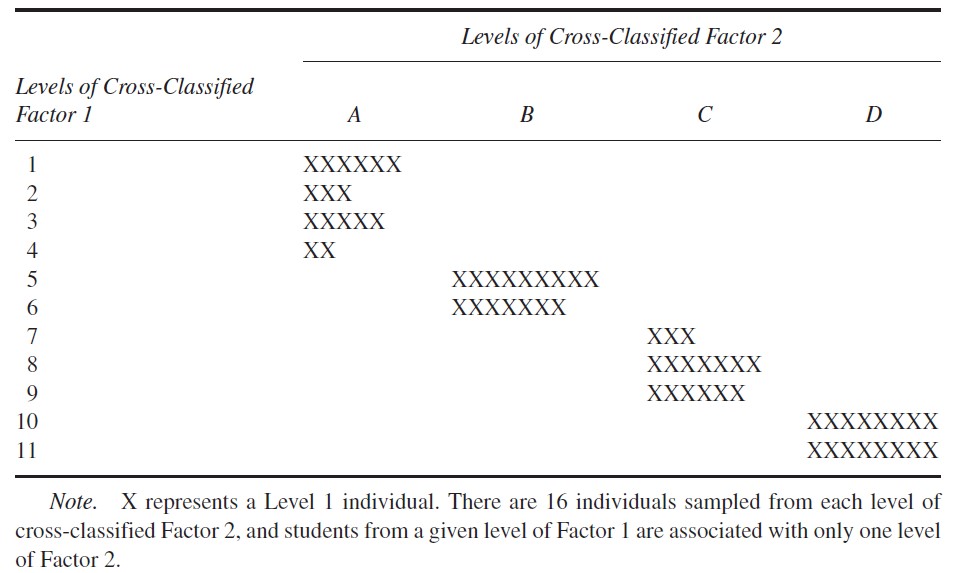 Levels of Cross-Classified Factor 2
Levels of Cross-Classified
Factor 1 A B C D
1 XXXXXX
2 XXX
3 XXXXX
4 XX
5 XXXXXXXXX
6 XXXXXXX
7 XXX
8 XXXXXXX
9 XXXXXX
10 XXXXXXXX
11 XXXXXXXX
Note. X represents a Level 1 individual. There are 16 individuals sampled from each level of
cross-classified Factor 2, and students from a given level of Factor 1 are associated with only one level
of Factor 2.